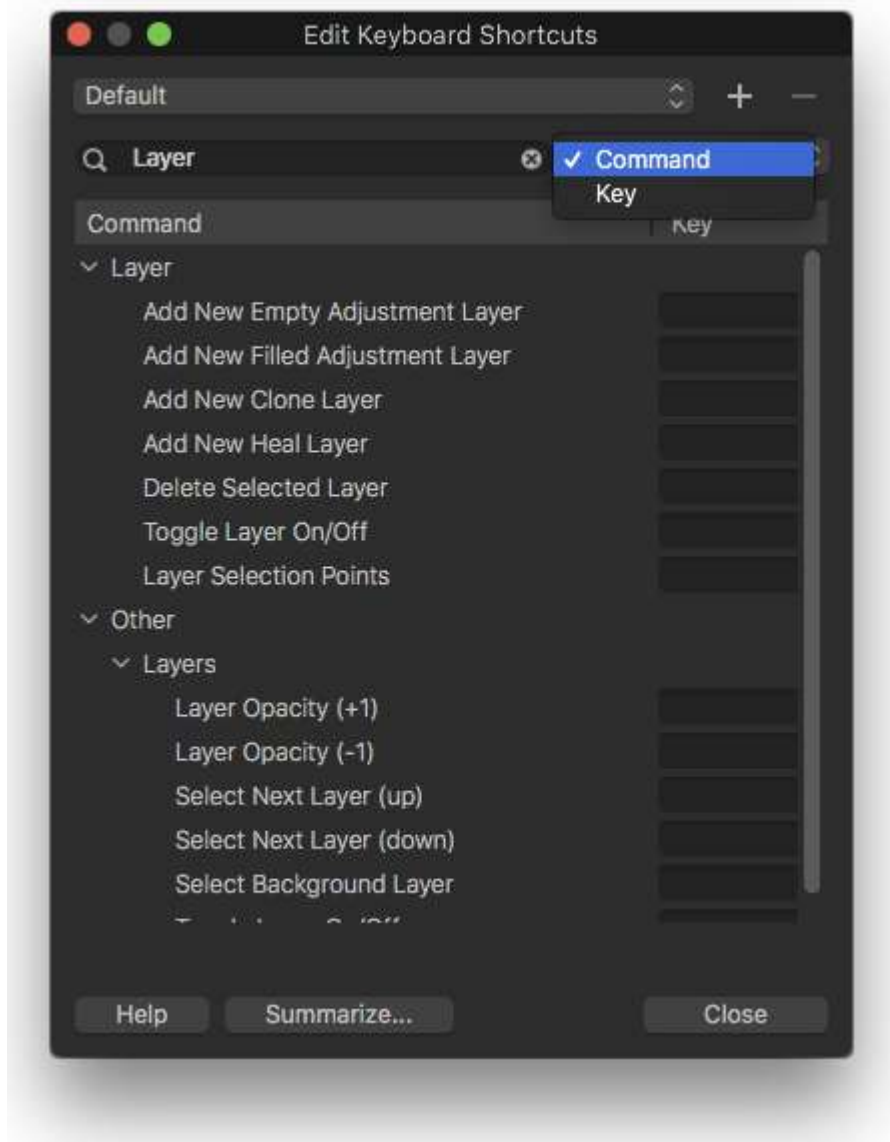 Edit Keyboard Shortcuts
Default
Layer
Command
Key
Command Key
Layer
Add New Empty Adjustment Layer
Add New Filled Adjustment Layer
Add New Clone Layer
Add New Heal Layer
Delete Selected Layer
Toggle Layer On/Off
Layer Selection Points
Other
Layers
Layer Opacity (+1)
Layer Opacity (-1)
Select Next Layer (up)
Select Next Layer (down)
Select Background Layer
Help Summarize... Close